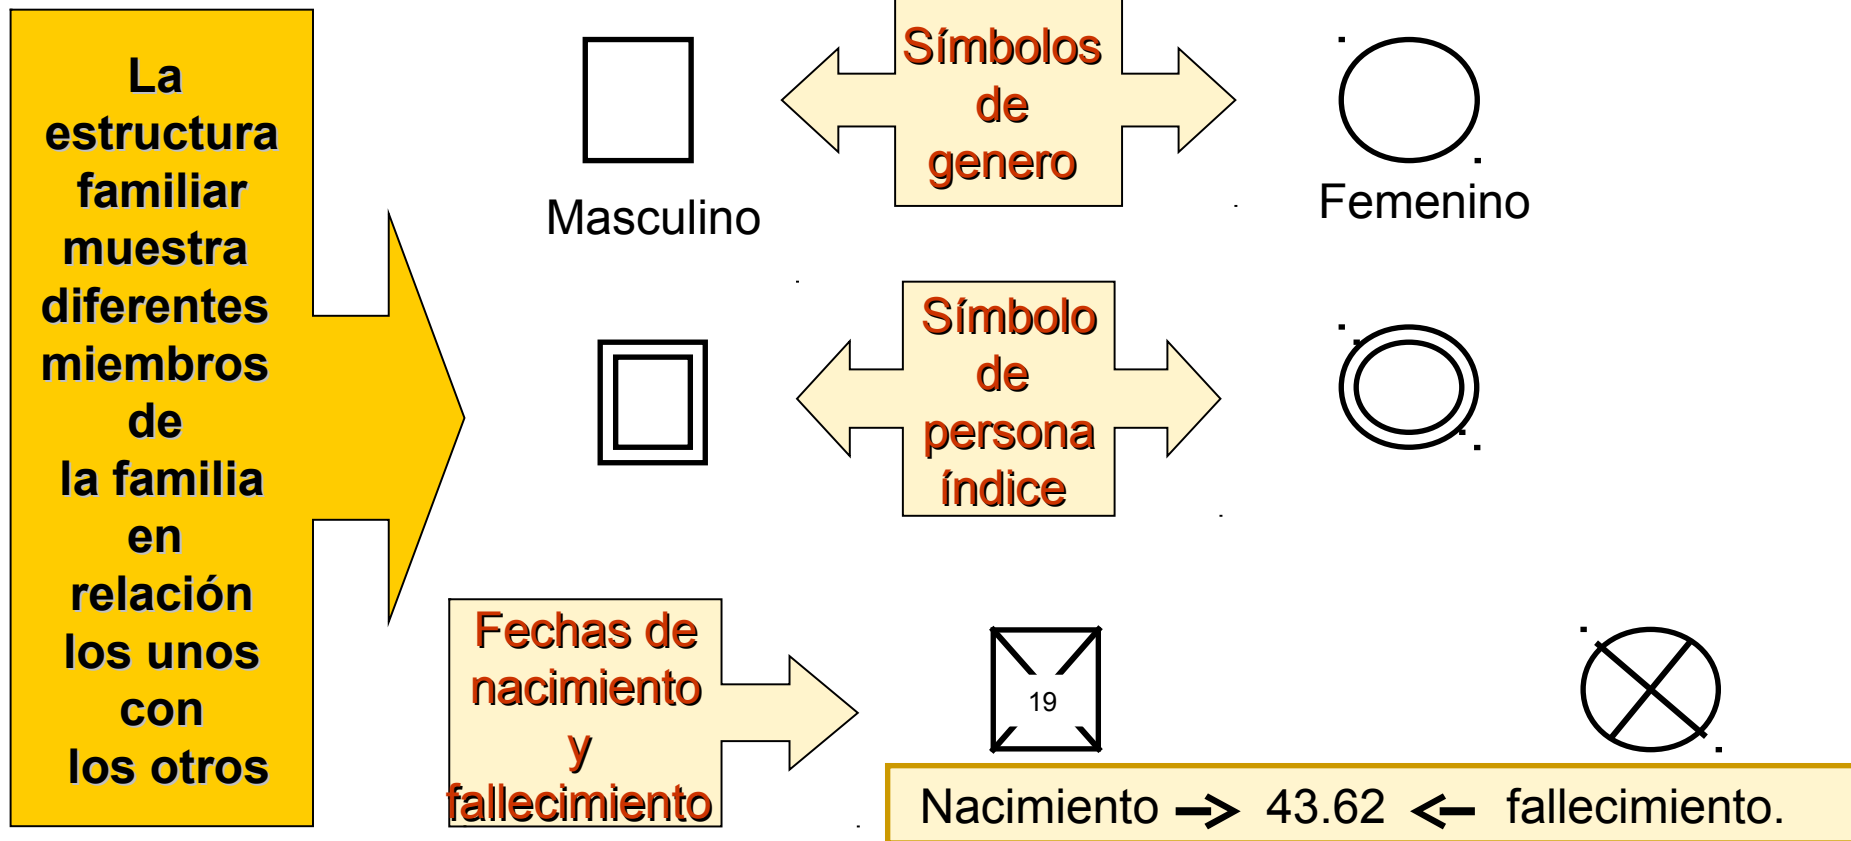 La
estructura
familiar
muestra
diferentes
miembros
de
la familia
en
relación
los unos
con
los otros
Símbolos
de
genero
Masculino
Femenino
Símbolo
de
persona
índice
Fechas de
nacimiento
y
fallecimiento
19
Nacimiento → 43.62 ← fallecimiento.